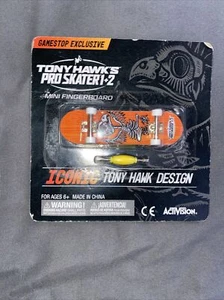 GAMESTOP EXCLUSIVE
TONY HAWK'S
PRO SKATER 1+2
MINI FINGERBOARD
ICONIC TONY HAWK DESIGN
FOR AGES 6+ MADE IN CHINA
WARNING!
¡ADVERTENCIA!
CE
ACTIVISION